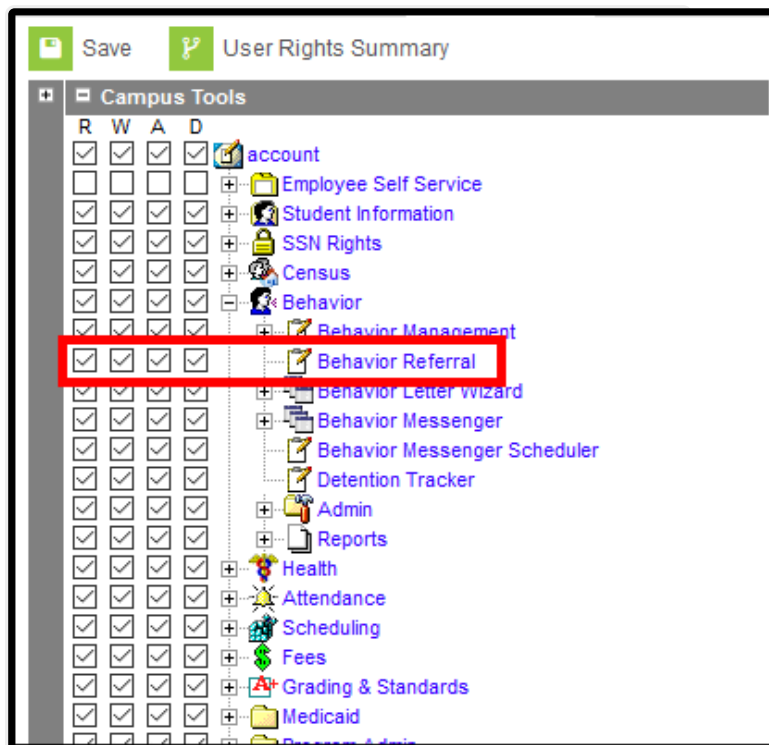 Save User Rights Summary
Campus Tools
R W A D
account
Employee Self Service
Student Information
SSN Rights
Census
Behavior
Behavior Management
Behavior Referral
Behavior Letter Wizard
Behavior Messenger
Behavior Messenger Scheduler
Detention Tracker
Admin
Reports
Health
Attendance
Scheduling
Fees
A+ Grading & Standards
Medicaid
Program Admin